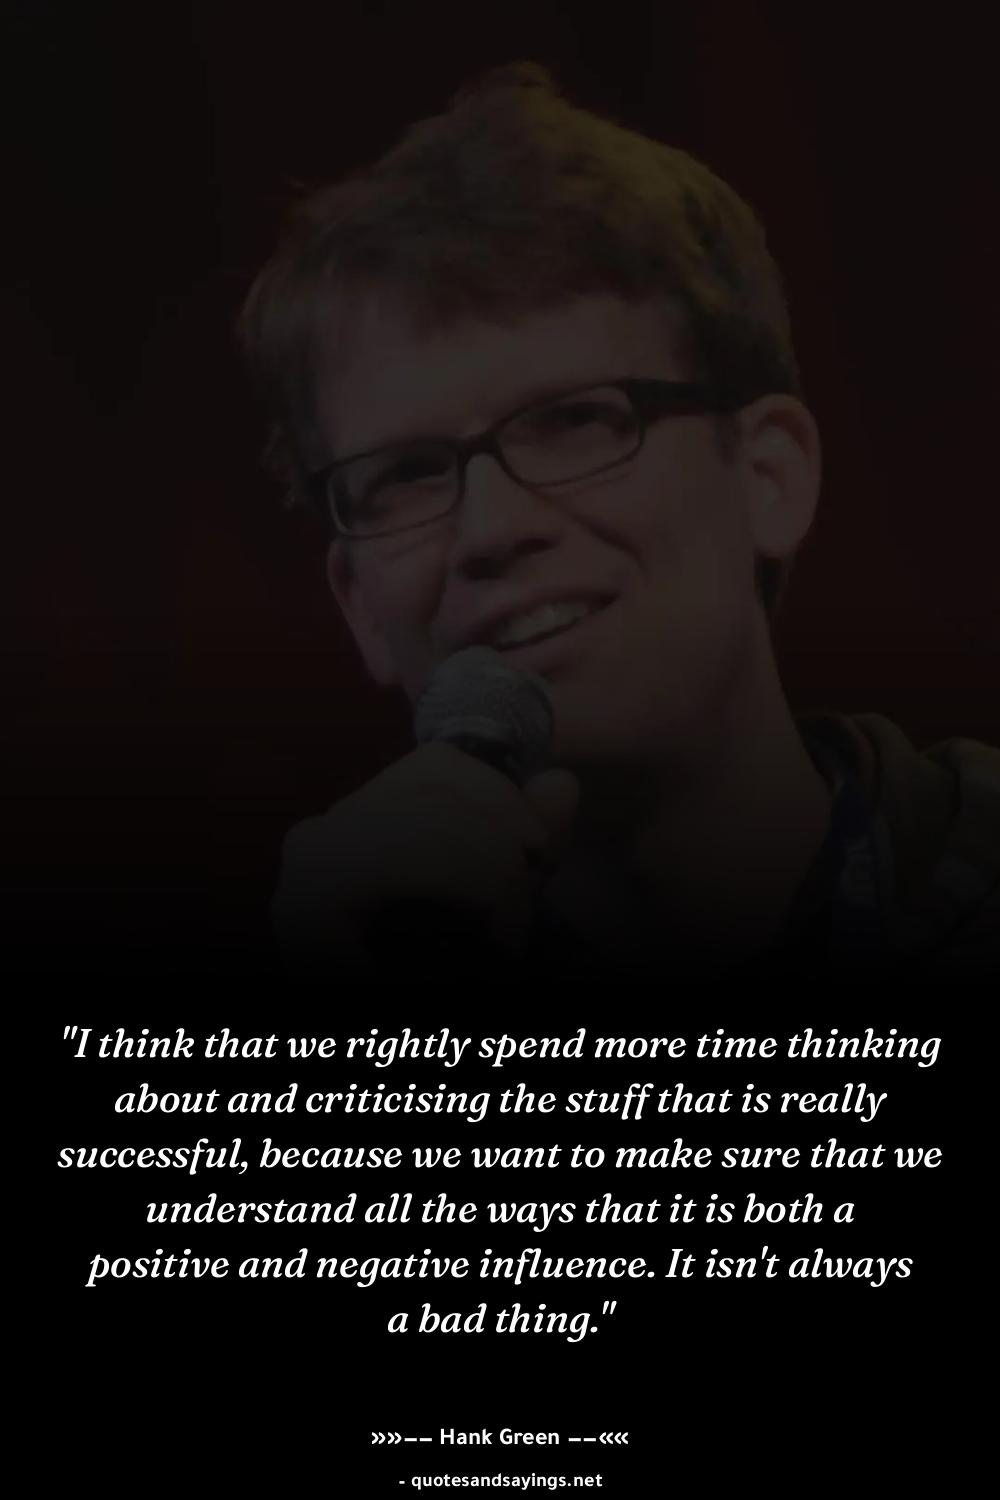 "I think that we rightly spend more time thinking
about and criticising the stuff that is really
successful, because we want to make sure that we
understand all the ways that it is both a
positive and negative influence. It isn't always
a bad thing."
»»−− Hank Green −−««
- quotesandsayings.net